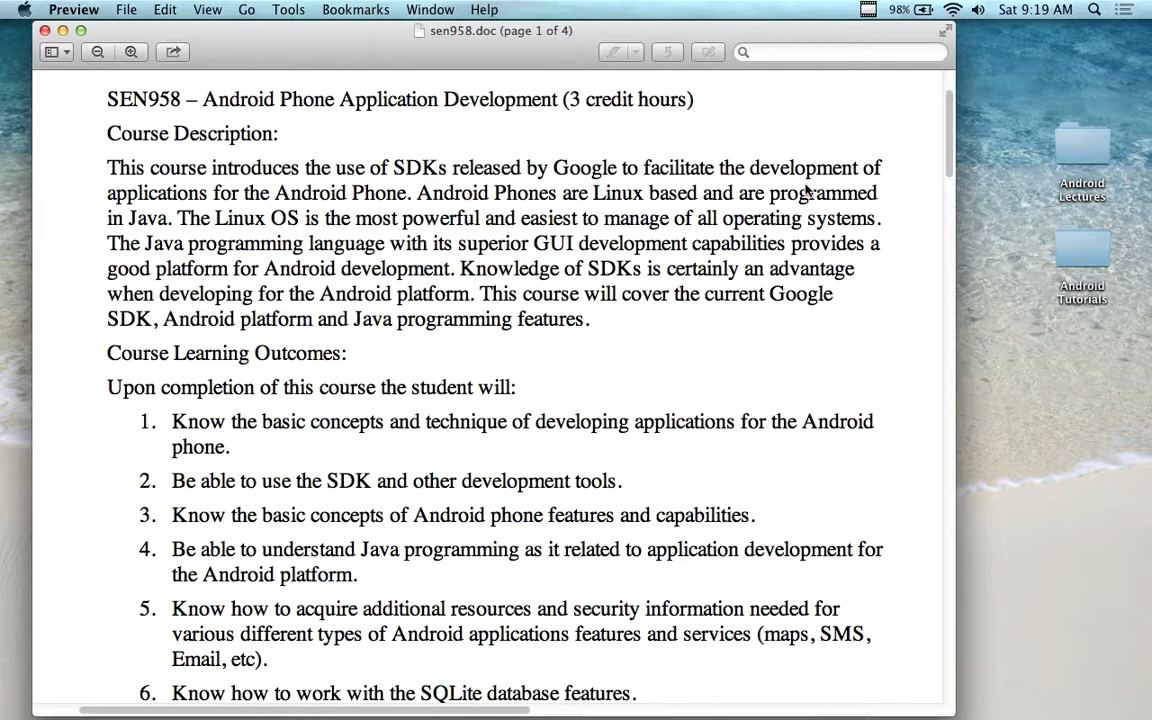 Preview File Edit View Go Tools Bookmarks Window Help 98% Sat 9:19 AM
sen958.doc (page 1 of 4)
SEN958 – Android Phone Application Development (3 credit hours)
Course Description:
This course introduces the use of SDKs released by Google to facilitate the development of
applications for the Android Phone. Android Phones are Linux based and are programmed
in Java. The Linux OS is the most powerful and easiest to manage of all operating systems.
The Java programming language with its superior GUI development capabilities provides a
good platform for Android development. Knowledge of SDKs is certainly an advantage
when developing for the Android platform. This course will cover the current Google
SDK, Android platform and Java programming features.
Course Learning Outcomes:
Upon completion of this course the student will:
1. Know the basic concepts and technique of developing applications for the Android
phone.
2. Be able to use the SDK and other development tools.
3. Know the basic concepts of Android phone features and capabilities.
4. Be able to understand Java programming as it related to application development for
the Android platform.
5. Know how to acquire additional resources and security information needed for
various different types of Android applications features and services (maps, SMS,
Email, etc).
6. Know how to work with the SQLite database features.
Android
Lectures
Android
Tutorials